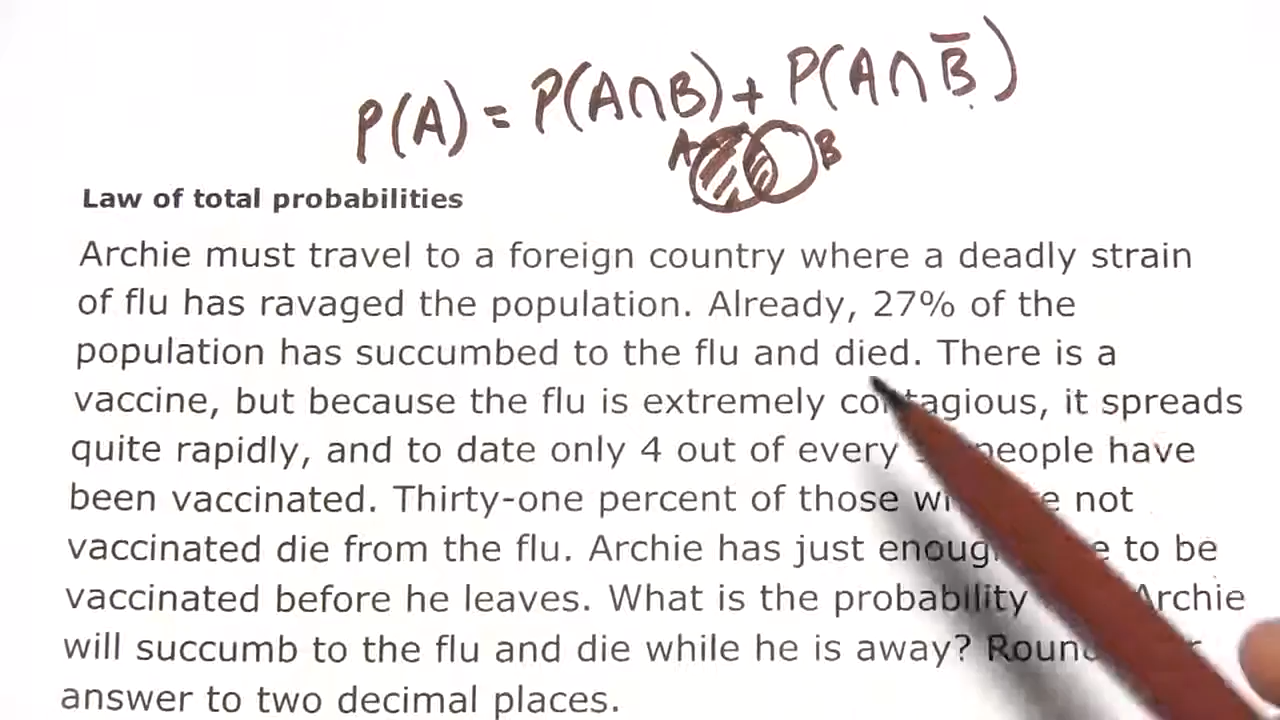 P(A) = P(A∩B) + P(A∩B̅)
A B
Law of total probabilities
Archie must travel to a foreign country where a deadly strain
of flu has ravaged the population. Already, 27% of the
population has succumbed to the flu and died. There is a
vaccine, but because the flu is extremely contagious, it spreads
quite rapidly, and to date only 4 out of every people have
been vaccinated. Thirty-one percent of those not
vaccinated die from the flu. Archie has just enough to be
vaccinated before he leaves. What is the probability Archie
will succumb to the flu and die while he is away? Round
answer to two decimal places.